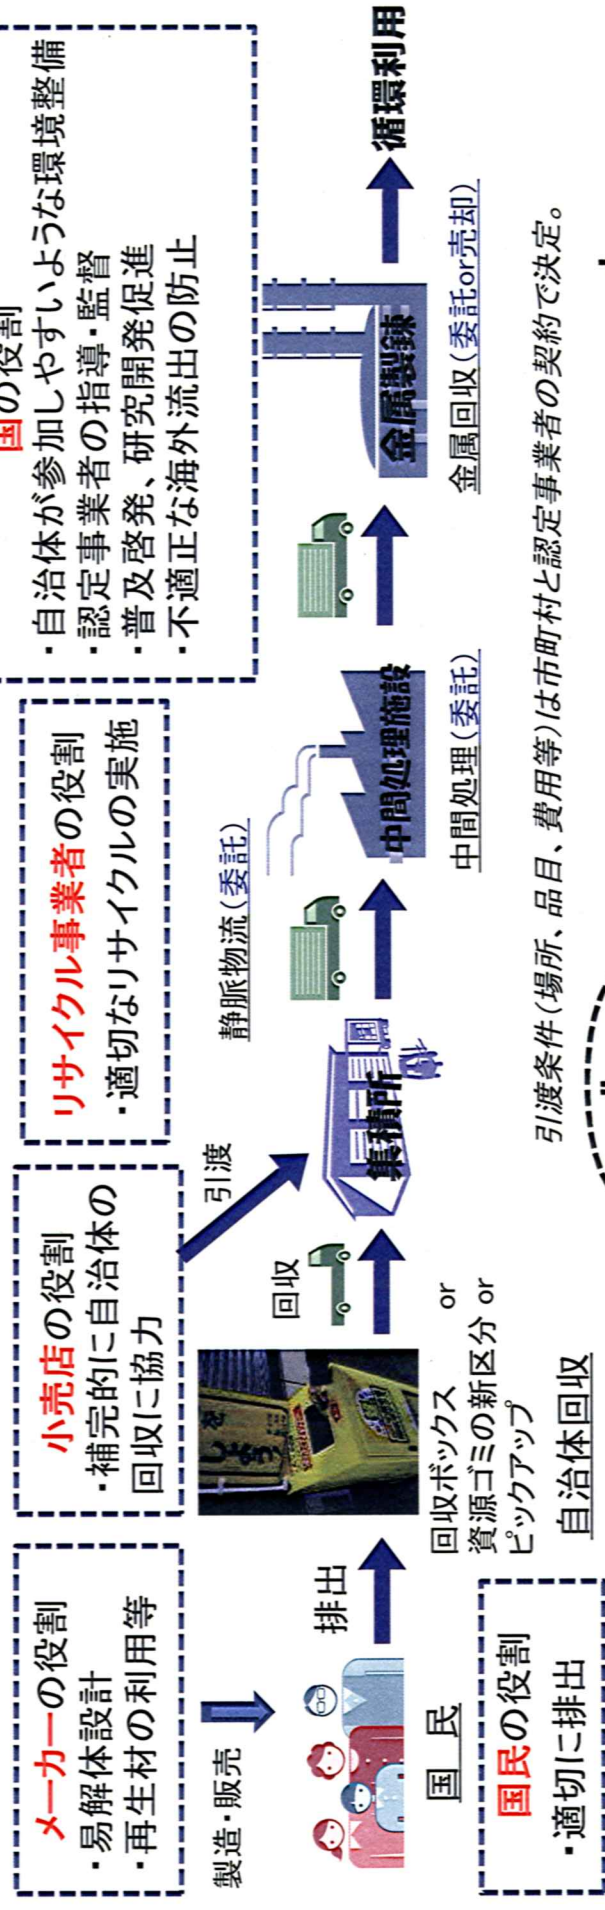 メーカーの役割
・易解体設計
・再生材の利用等
小売店の役割
・補完的に自治体の
回収に協力
リサイクル事業者の役割
・適切なリサイクルの実施
国の役割
・自治体が参加しやすいような環境整備
・認定事業者の指導・監督
・普及啓発、研究開発促進
・不適正な海外流出の防止
製造・販売
排出
国 民
国民の役割
・適切に排出
回収ボックス or
資源ゴミの新区分 or
ピックアップ
自治体回収
回収
引渡
集積所
静脈物流(委託)
中間処理施設
中間処理(委託)
金属製錬
金属回収(委託or売却)
循環利用
引渡条件(場所、品目、費用等)は市町村と認定事業者の契約で決定。